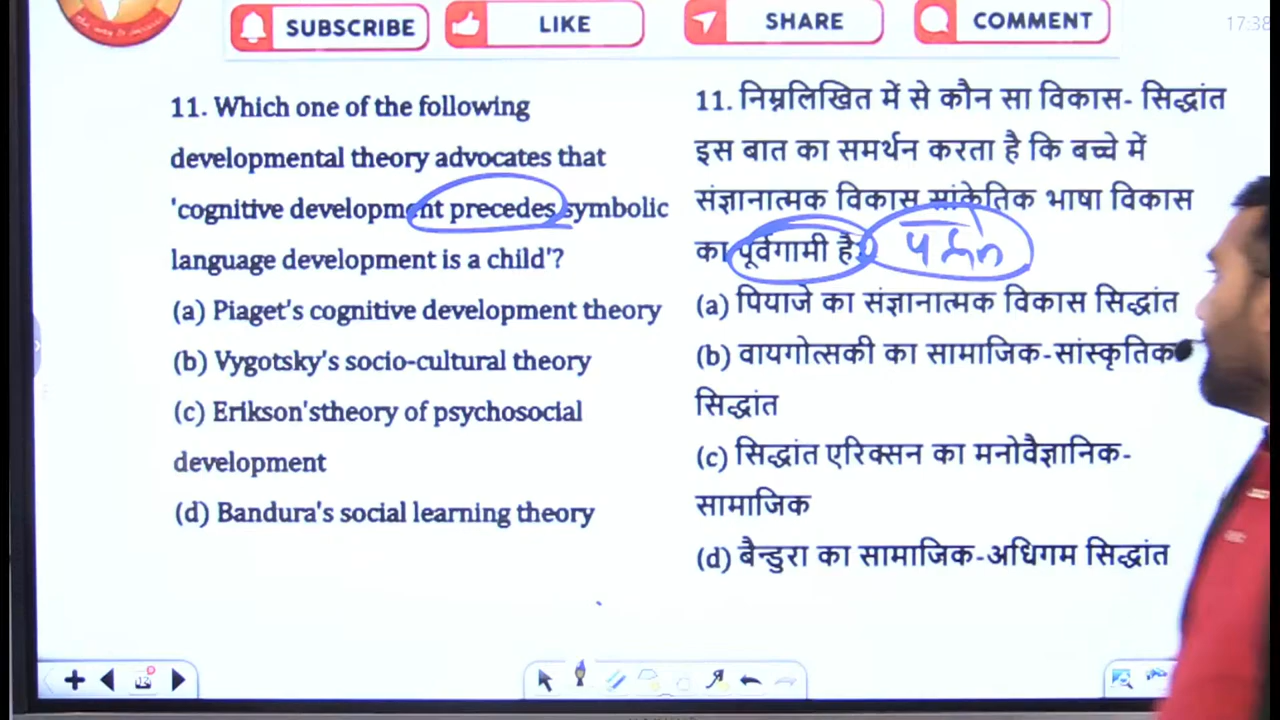 SUBSCRIBE
LIKE
SHARE
COMMENT
17:38
11. Which one of the following
developmental theory advocates that
'cognitive development precedes symbolic
language development is a child'?
(a) Piaget's cognitive development theory
(b) Vygotsky's socio-cultural theory
(c) Erikson'stheory of psychosocial
development
(d) Bandura's social learning theory
11. निम्नलिखित में से कौन सा विकास- सिद्धांत
इस बात का समर्थन करता है कि बच्चे में
संज्ञानात्मक विकास सांकेतिक भाषा विकास
का पूर्वगामी है?
(a) पियाजे का संज्ञानात्मक विकास सिद्धांत
(b) वायगोत्सकी का सामाजिक-सांस्कृतिक
सिद्धांत
(c) सिद्धांत एरिक्सन का मनोवैज्ञानिक-
सामाजिक
(d) बैन्डुरा का सामाजिक-अधिगम सिद्धांत